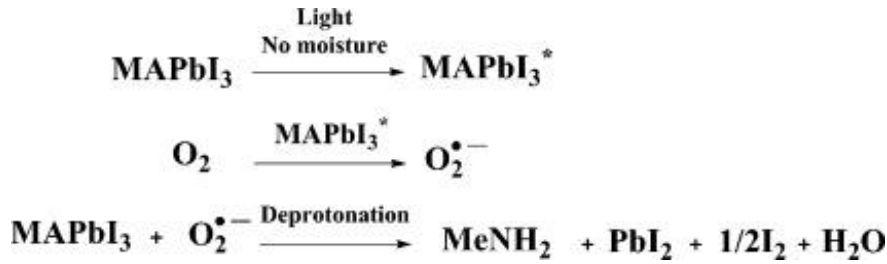 Light
No moisture
MAPbI₃ → MAPbI₃*
MAPbI₃*
O₂ → O₂•−
Deprotonation
MAPbI₃ + O₂•− → MeNH₂ + PbI₂ + 1/2I₂ + H₂O